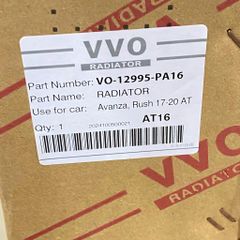 VVO
RADIATOR
Part Number: VO-12995-PA16
Part Name: RADIATOR
Use for car: Avanza, Rush 17-20 AT
Qty: 1
2024100500021
AT16
VVO
RADIATOR